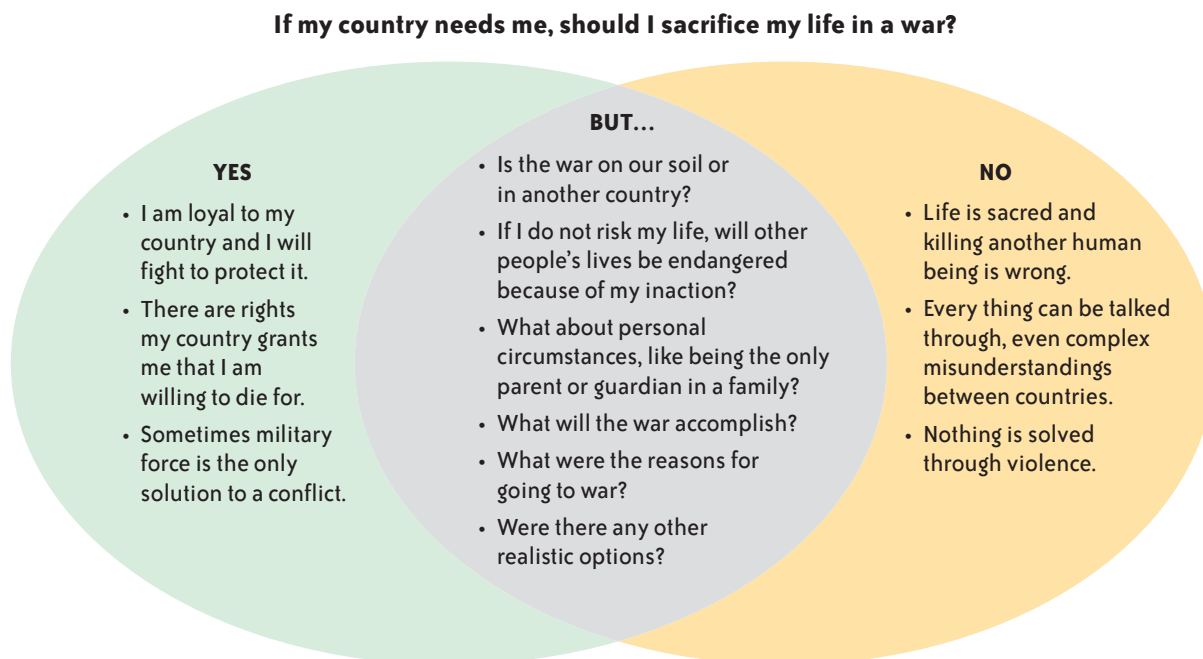 If my country needs me, should I sacrifice my life in a war?
YES
• I am loyal to my
country and I will
fight to protect it.
• There are rights
my country grants
me that I am
willing to die for.
• Sometimes military
force is the only
solution to a conflict.
BUT...
• Is the war on our soil or
in another country?
• If I do not risk my life, will other
people's lives be endangered
because of my inaction?
• What about personal
circumstances, like being the only
parent or guardian in a family?
• What will the war accomplish?
• What were the reasons for
going to war?
• Were there any other
realistic options?
NO
• Life is sacred and
killing another human
being is wrong.
• Every thing can be talked
through, even complex
misunderstandings
between countries.
• Nothing is solved
through violence.